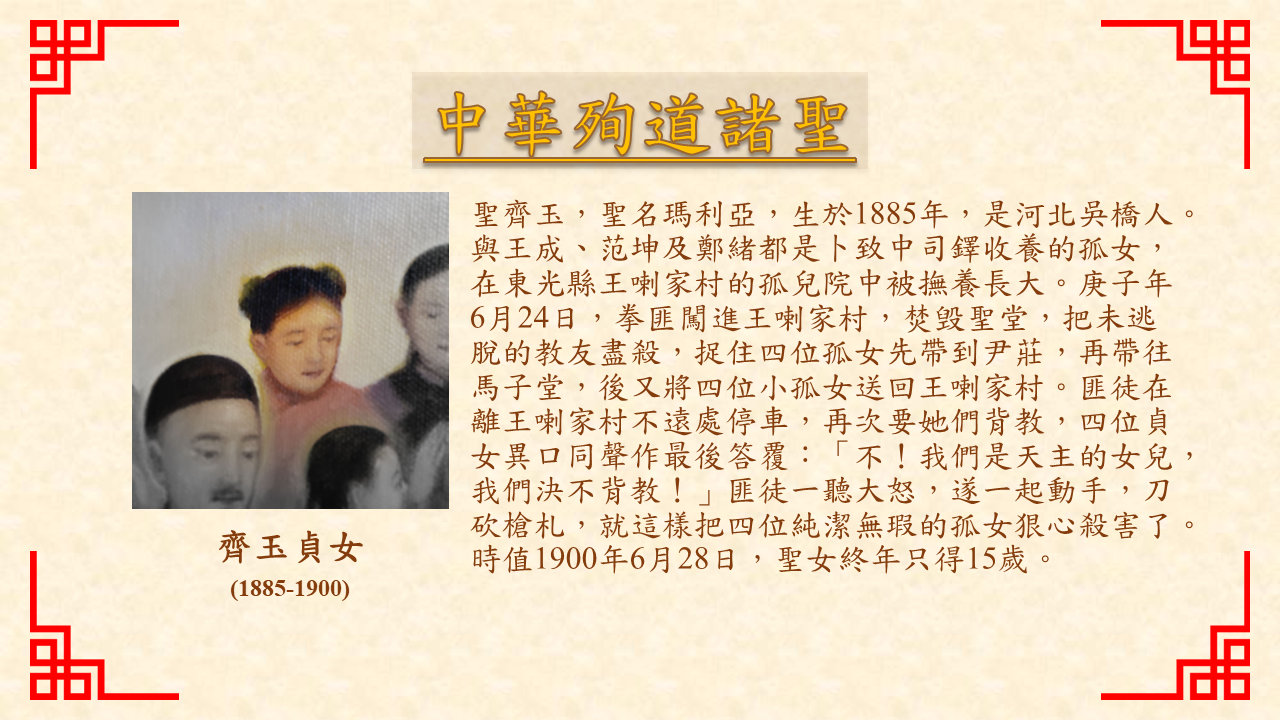 中華殉道諸聖
聖齊玉，聖名瑪利亞，生於1885年，是河北吳橋人。
與王成、范坤及鄭緒都是卜致中司鐸收養的孤女，
在東光縣王喇家村的孤兒院中被撫養長大。庚子年
6月24日，拳匪闖進王喇家村，焚毀聖堂，把未逃
脫的教友盡殺，捉住四位孤女先帶到尹莊，再帶往
馬子堂，後又將四位小孤女送回王喇家村。匪徒在
離王喇家村不遠處停車，再次要她們背教，四位貞
女異口同聲作最後答覆：「不！我們是天主的女兒，
我們決不背教！」匪徒一聽大怒，遂一起動手，刀
砍槍札，就這樣把四位純潔無瑕的孤女狠心殺害了。
時值1900年6月28日，聖女終年只得15歲。
齊玉貞女
(1885-1900)